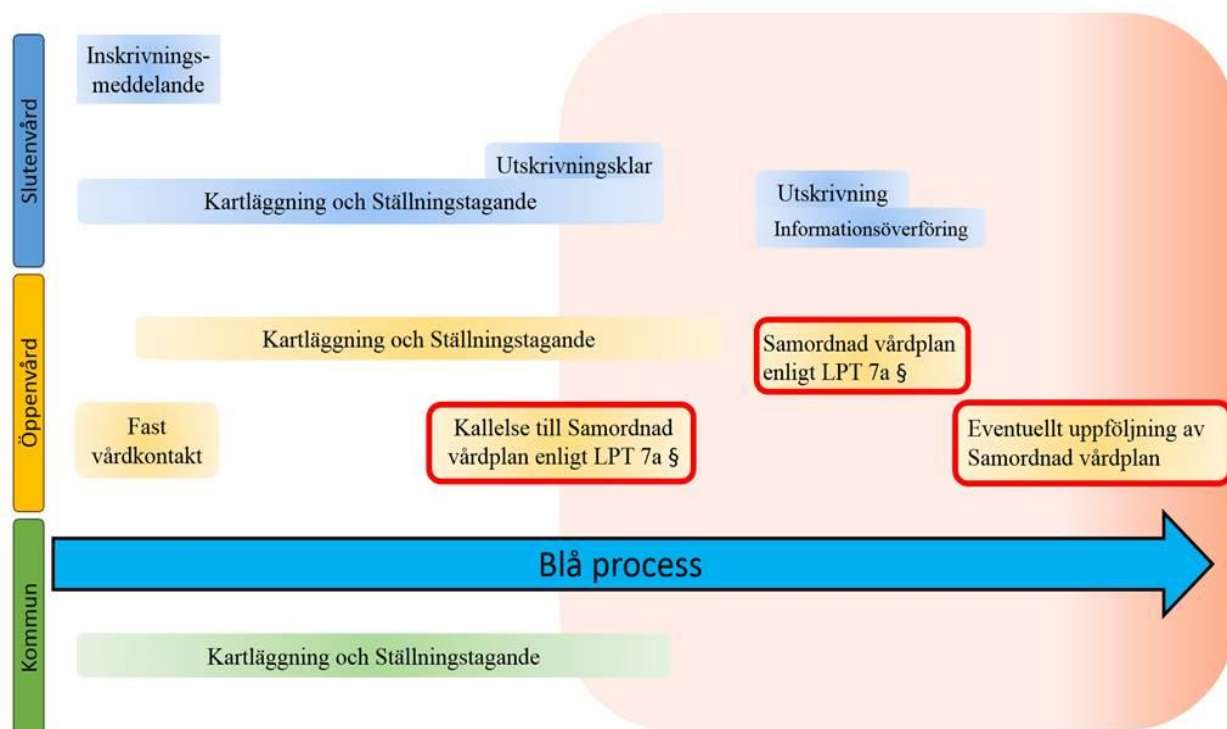 Slutenvård
Inskrivnings-
meddelande
Utskrivningsklar
Kartläggning och Ställningstagande
Utskrivning
Informationsöverföring
Öppenvård
Kartläggning och Ställningstagande
Samordnad vårdplan
enligt LPT 7a §
Fast
vårdkontakt
Kallelse till Samordnad
vårdplan enligt LPT 7a §
Eventuellt uppföljning av
Samordnad vårdplan
Kommun
Blå process
Kartläggning och Ställningstagande